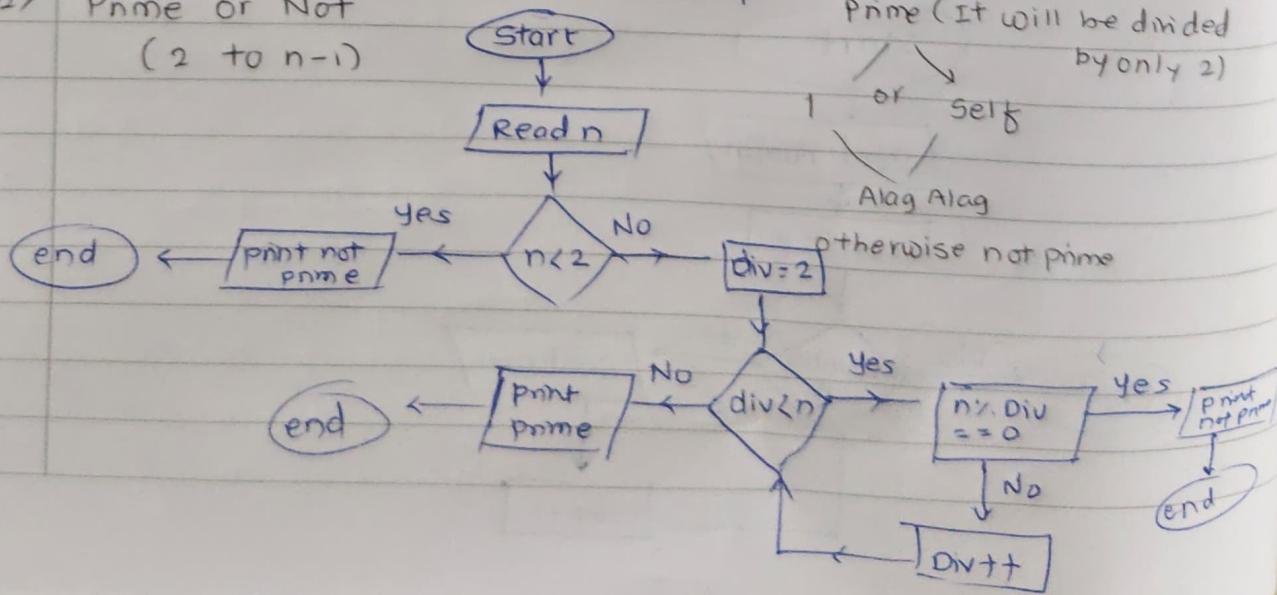 Prime or Not
(2 to n-1)
Prime (It will be divided
by only 2)
1 or Self
Alag Alag
otherwise not prime
Start
Read n
n<2
Yes
print not
prime
end
No
div=2
div<n
No
print
prime
end
Yes
n% Div
==0
Yes
print
not prime
end
No
Div++